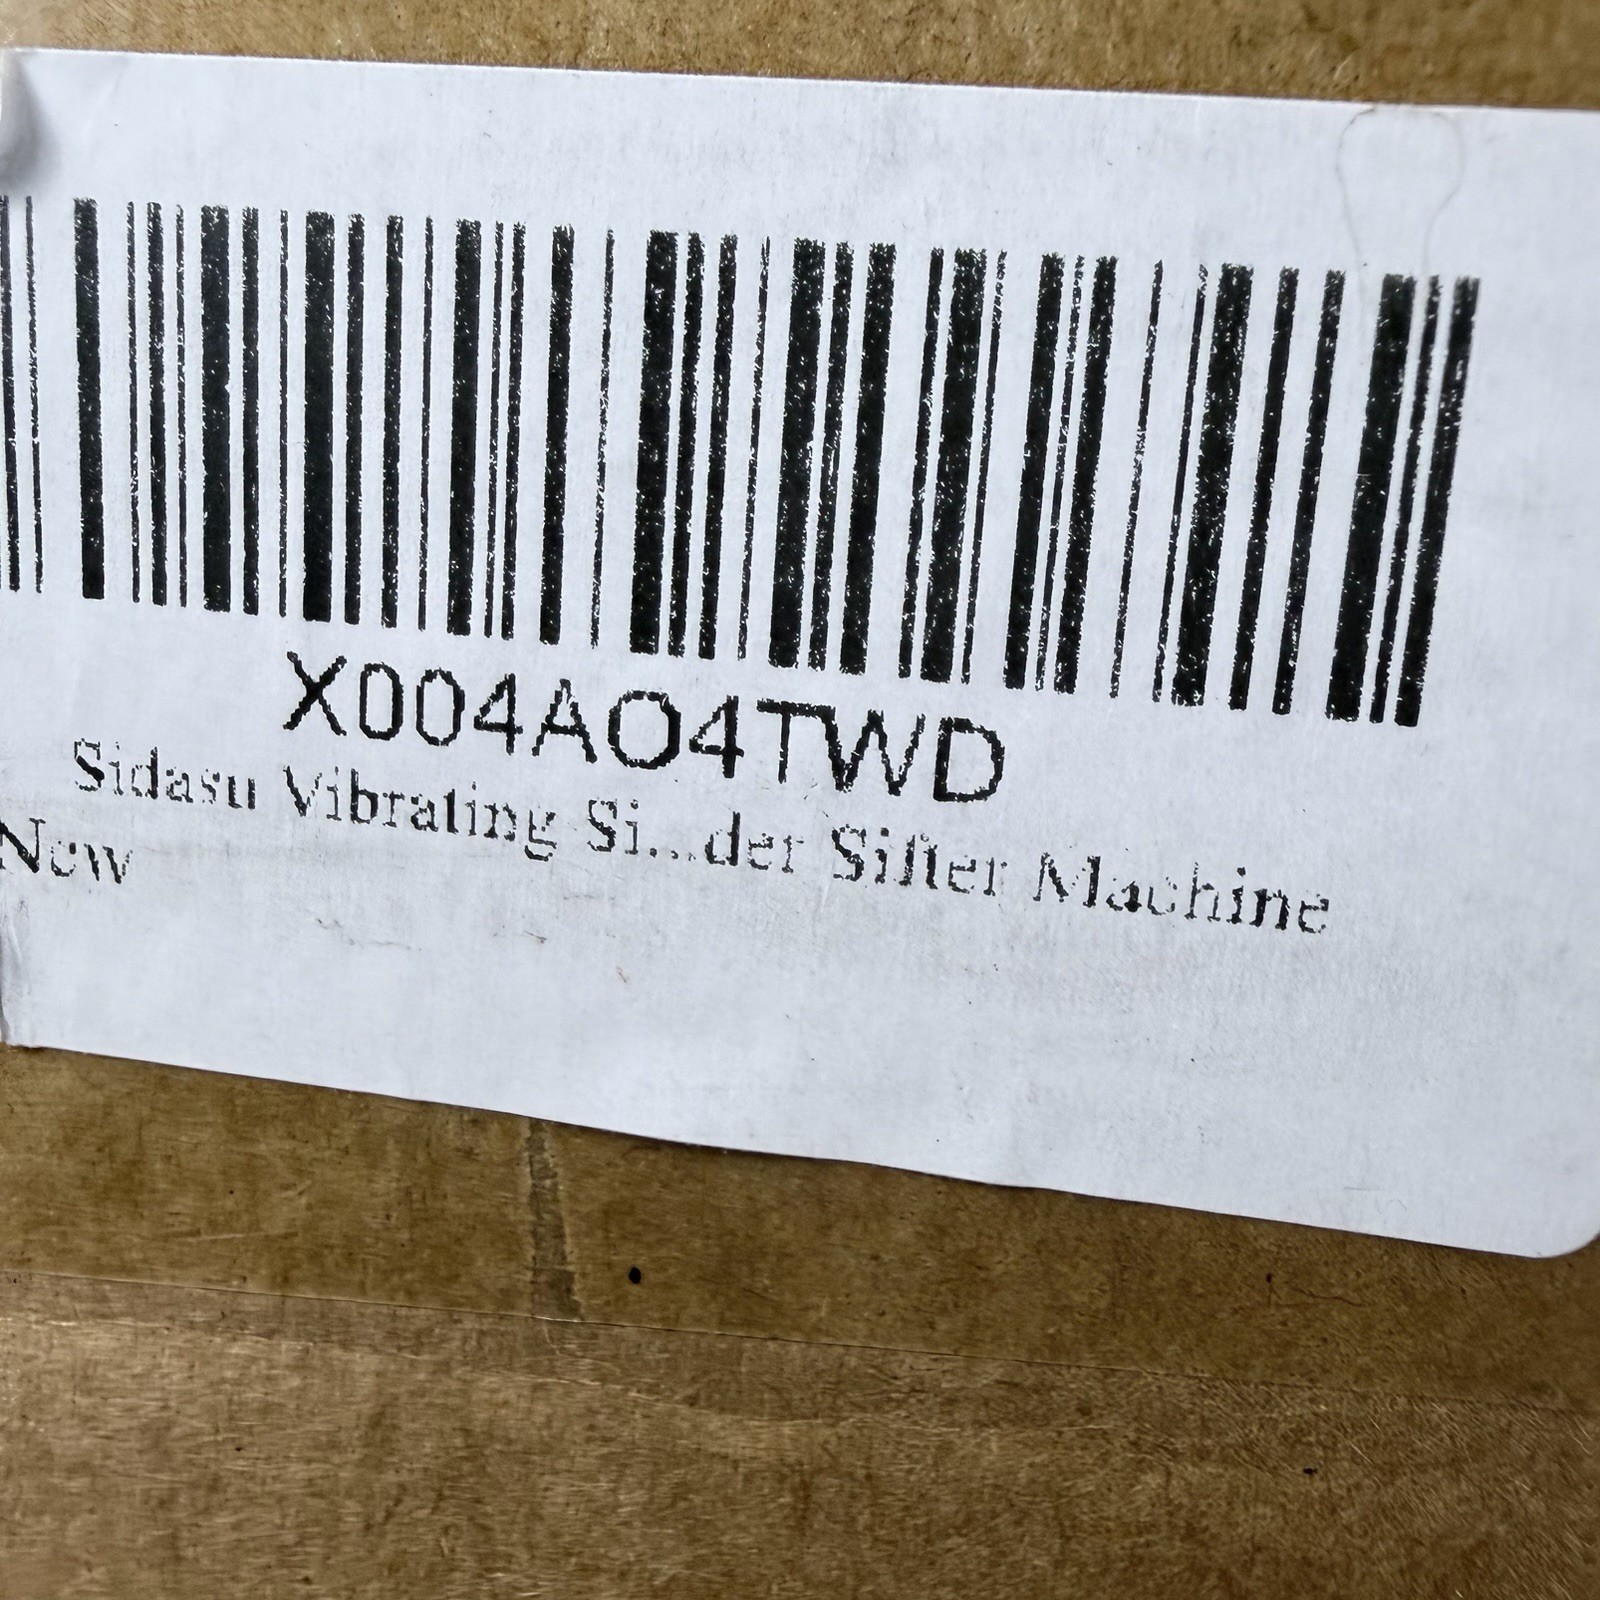 X004AO4TWD
Sidasu Vibrating Si...der Sifter Machine
New